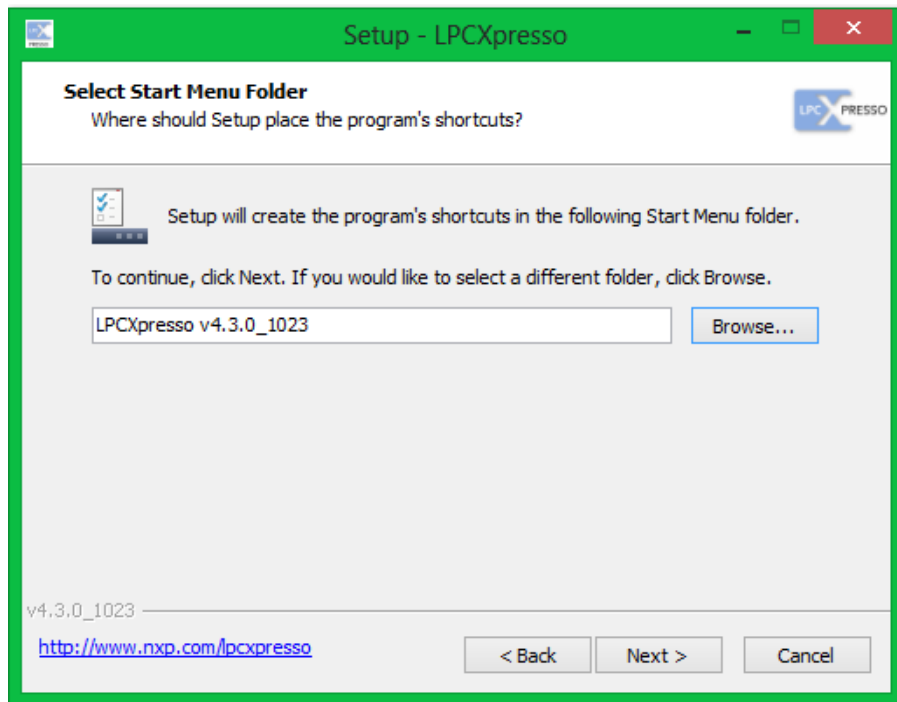 Setup - LPCXpresso
Select Start Menu Folder
Where should Setup place the program's shortcuts?
LPC XPRESSO
Setup will create the program's shortcuts in the following Start Menu folder.
To continue, click Next. If you would like to select a different folder, click Browse.
LPCXpresso v4.3.0_1023
Browse...
v4.3.0_1023
http://www.nxp.com/lpcxpresso
< Back
Next >
Cancel